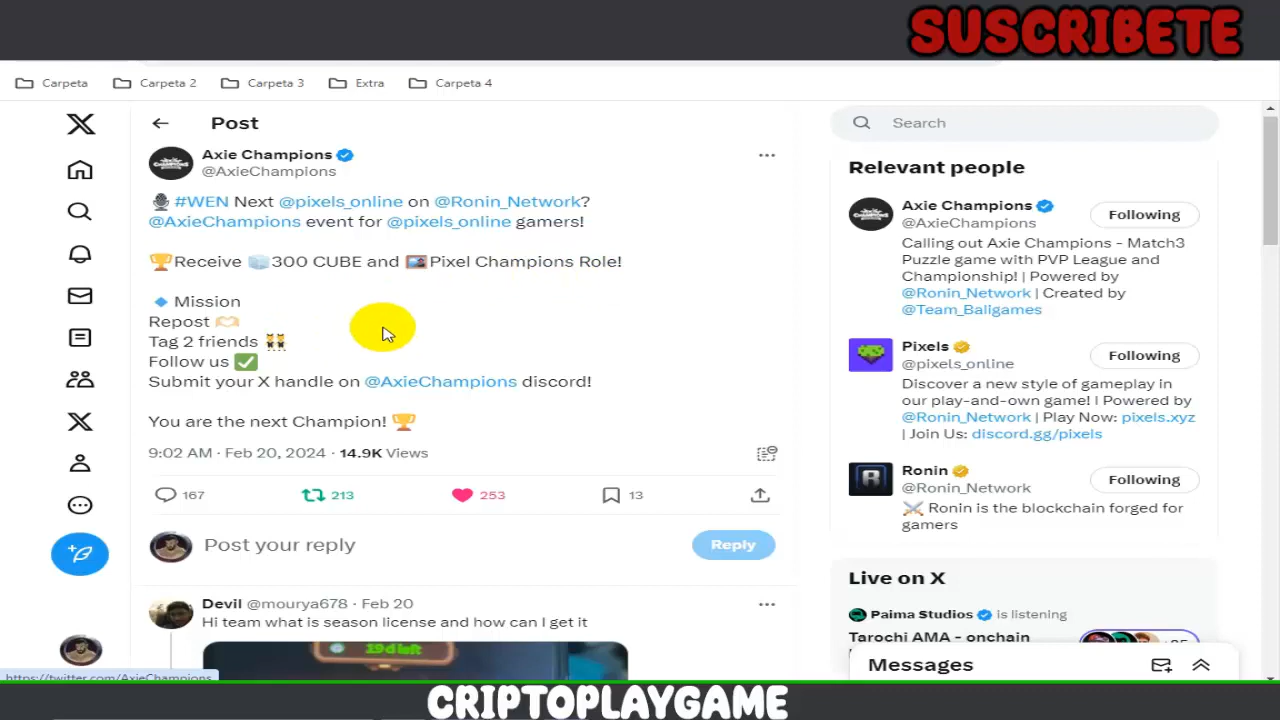 SUSCRIBETE
Carpeta
Carpeta 2
Carpeta 3
Extra
Carpeta 4
Post
Axie Champions
@AxieChampions
#WEN Next @pixels_online on @Ronin_Network?
@AxieChampions event for @pixels_online gamers!
Receive 300 CUBE and Pixel Champions Role!
Mission
Repost
Tag 2 friends
Follow us
Submit your X handle on @AxieChampions discord!
You are the next Champion!
9:02 AM · Feb 20, 2024 · 14.9K Views
167
213
253
13
Post your reply
Reply
Devil @mourya678 · Feb 20
Hi team what is season license and how can I get it
19d left
https://twitter.com/AxieChampions
Search
Relevant people
Axie Champions
@AxieChampions
Following
Calling out Axie Champions - Match3
Puzzle game with PVP League and
Championship! | Powered by
@Ronin_Network | Created by
@Team_Baligames
Pixels
@pixels_online
Following
Discover a new style of gameplay in
our play-and-own game! | Powered by
@Ronin_Network | Play Now: pixels.xyz
| Join Us: discord.gg/pixels
Ronin
@Ronin_Network
Following
Ronin is the blockchain forged for
gamers
Live on X
Paima Studios is listening
Tarochi AMA - onchain
Messages
CRIPTOPLAYGAME